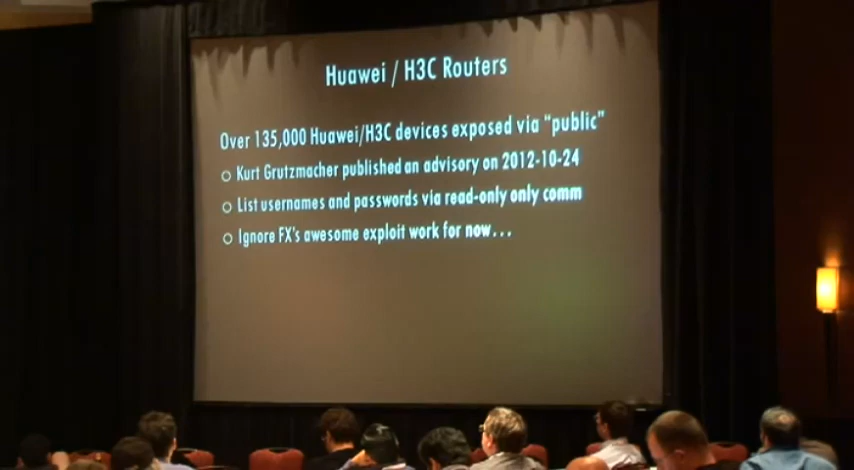 Huawei / H3C Routers
Over 135,000 Huawei/H3C devices exposed via “public”
○ Kurt Grutzmacher published an advisory on 2012-10-24
○ List usernames and passwords via read-only only comm
○ Ignore FX's awesome exploit work for now...